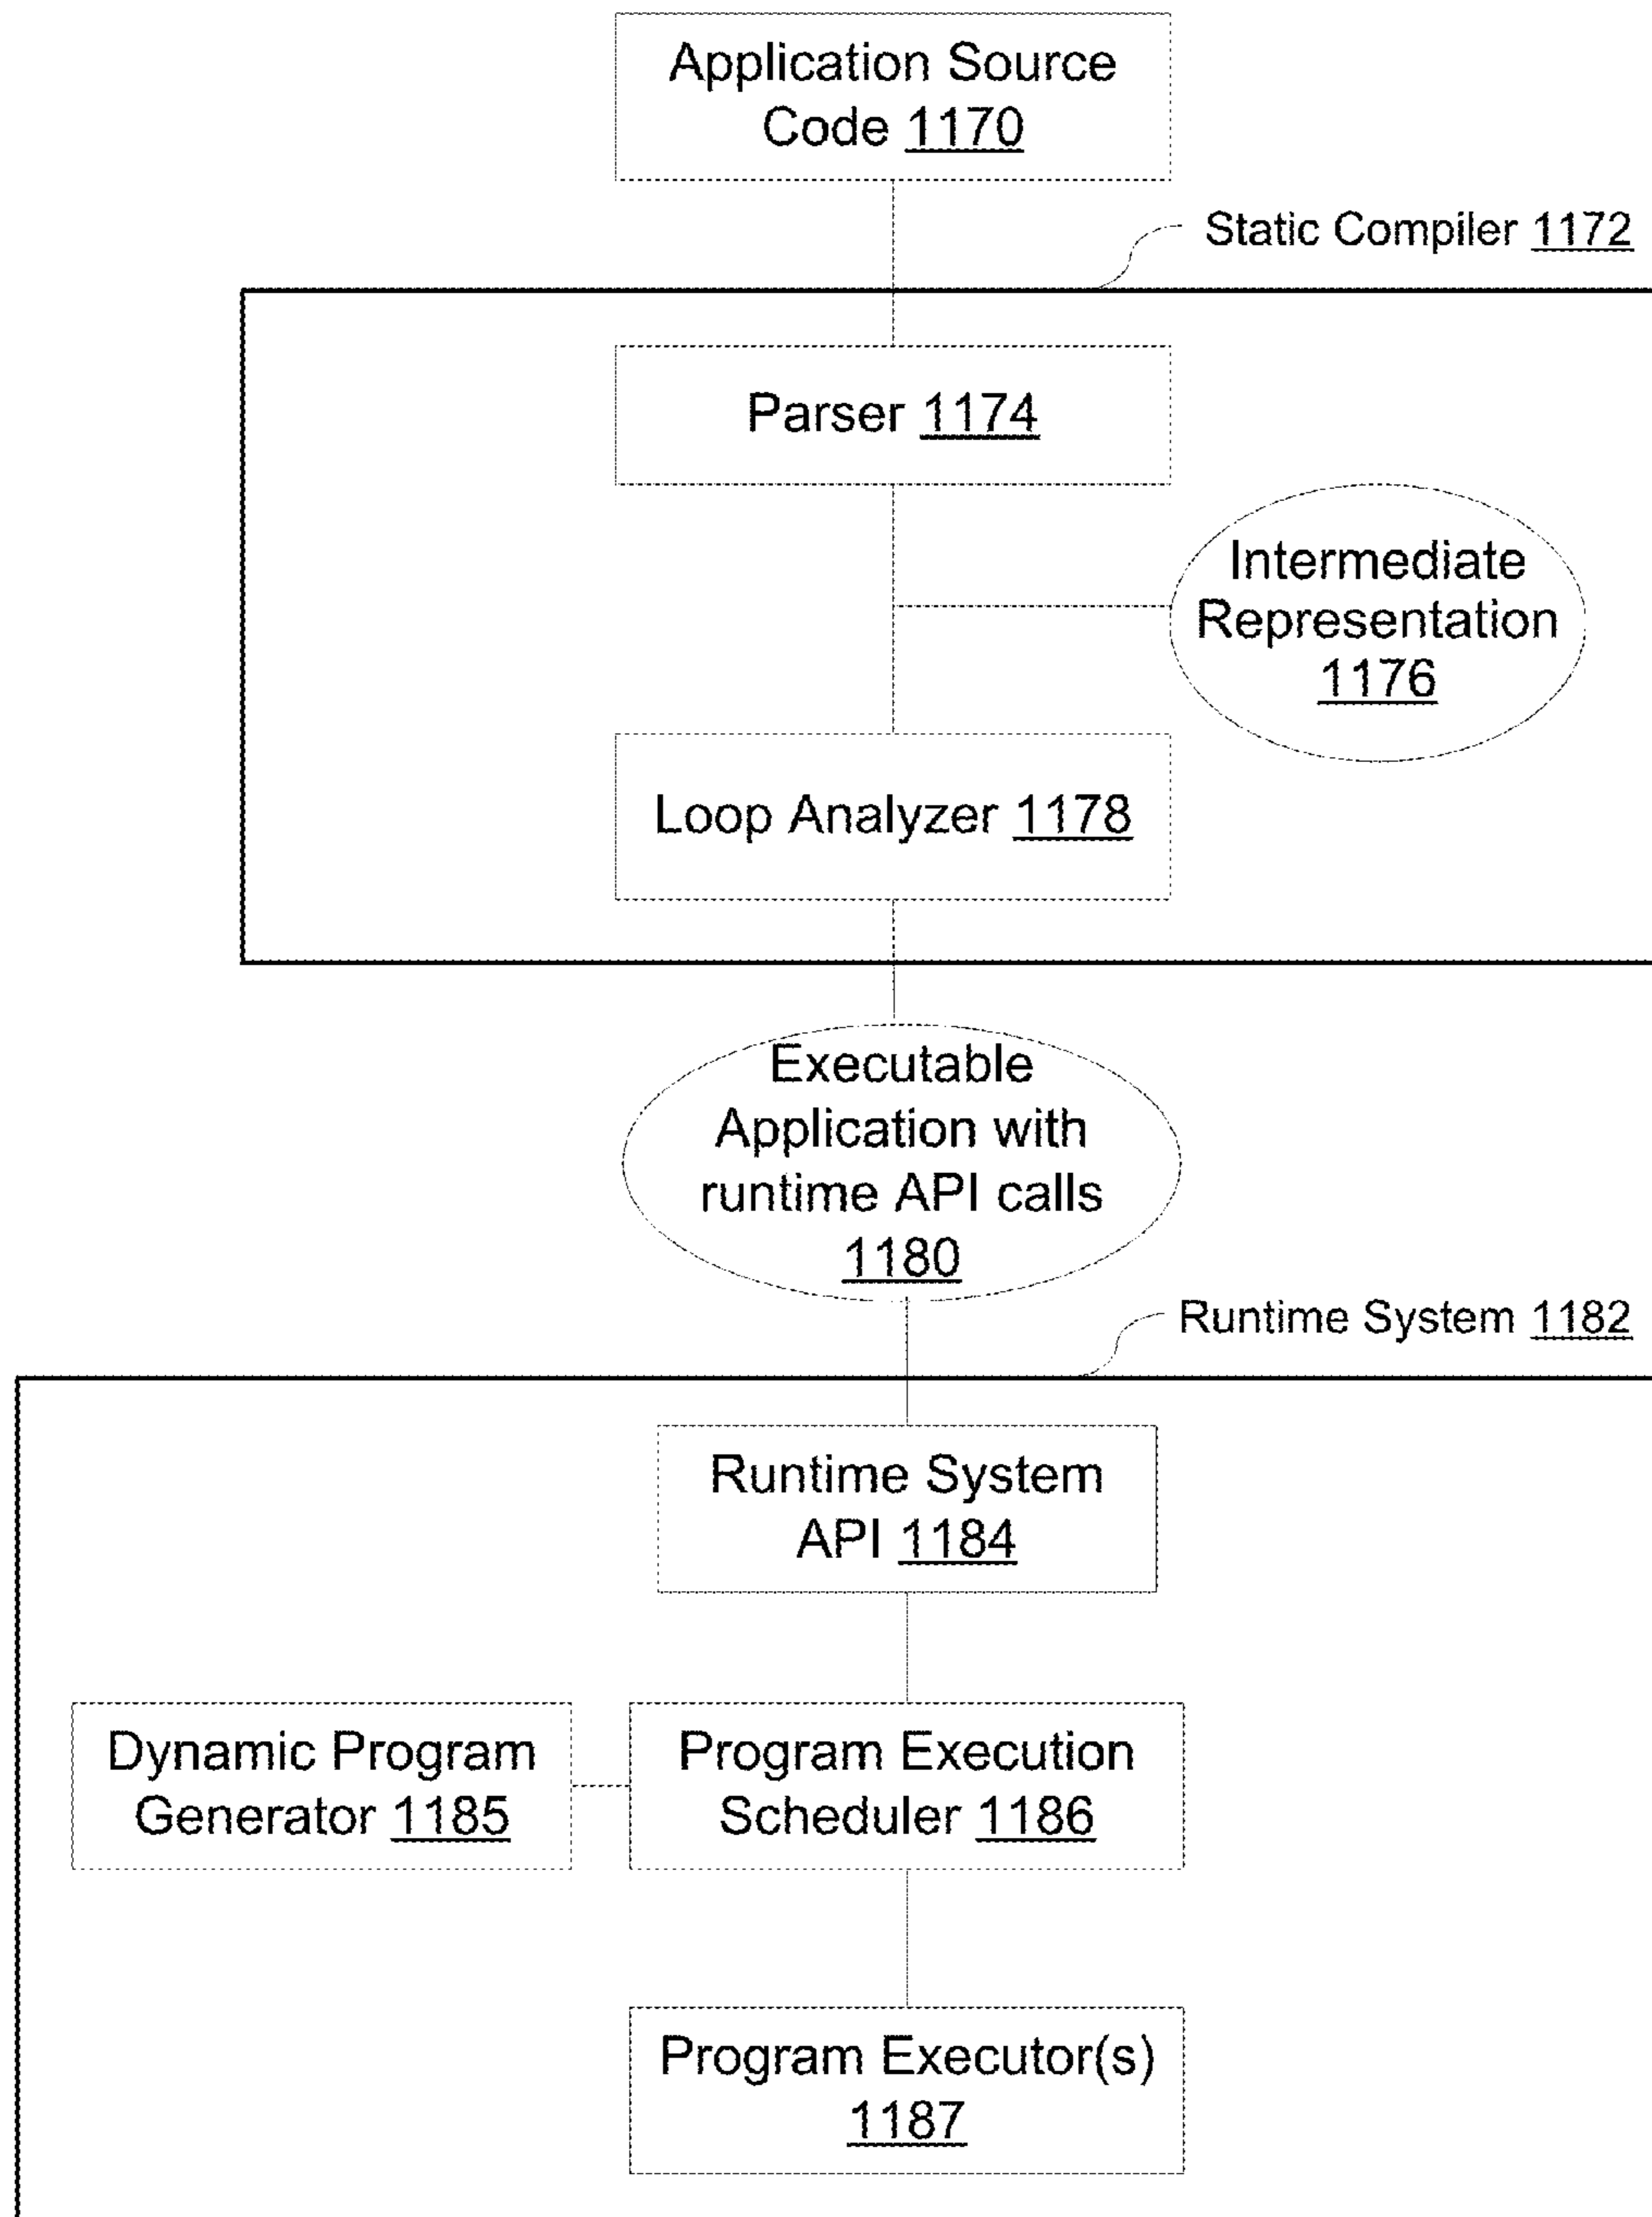 Application Source
Code 1170
Static Compiler 1172
Parser 1174
Intermediate
Representation
1176
Loop Analyzer 1178
Executable
Application with
runtime API calls
1180
Runtime System 1182
Runtime System
API 1184
Dynamic Program
Generator 1185
Program Execution
Scheduler 1186
Program Executor(s)
1187